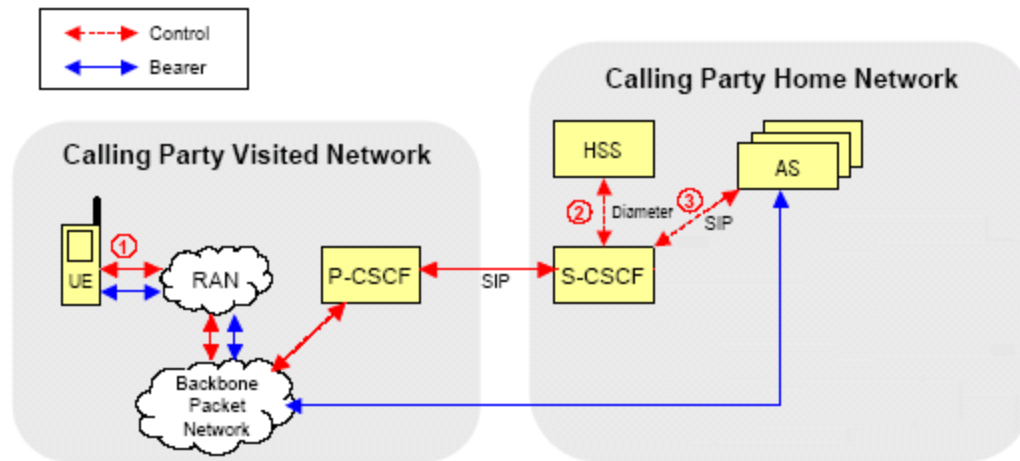 Control
Bearer
Calling Party Home Network
Calling Party Visited Network
HSS
AS
2
Diameter
3
SIP
1
UE
RAN
P-CSCF
SIP
S-CSCF
Backbone
Packet
Network